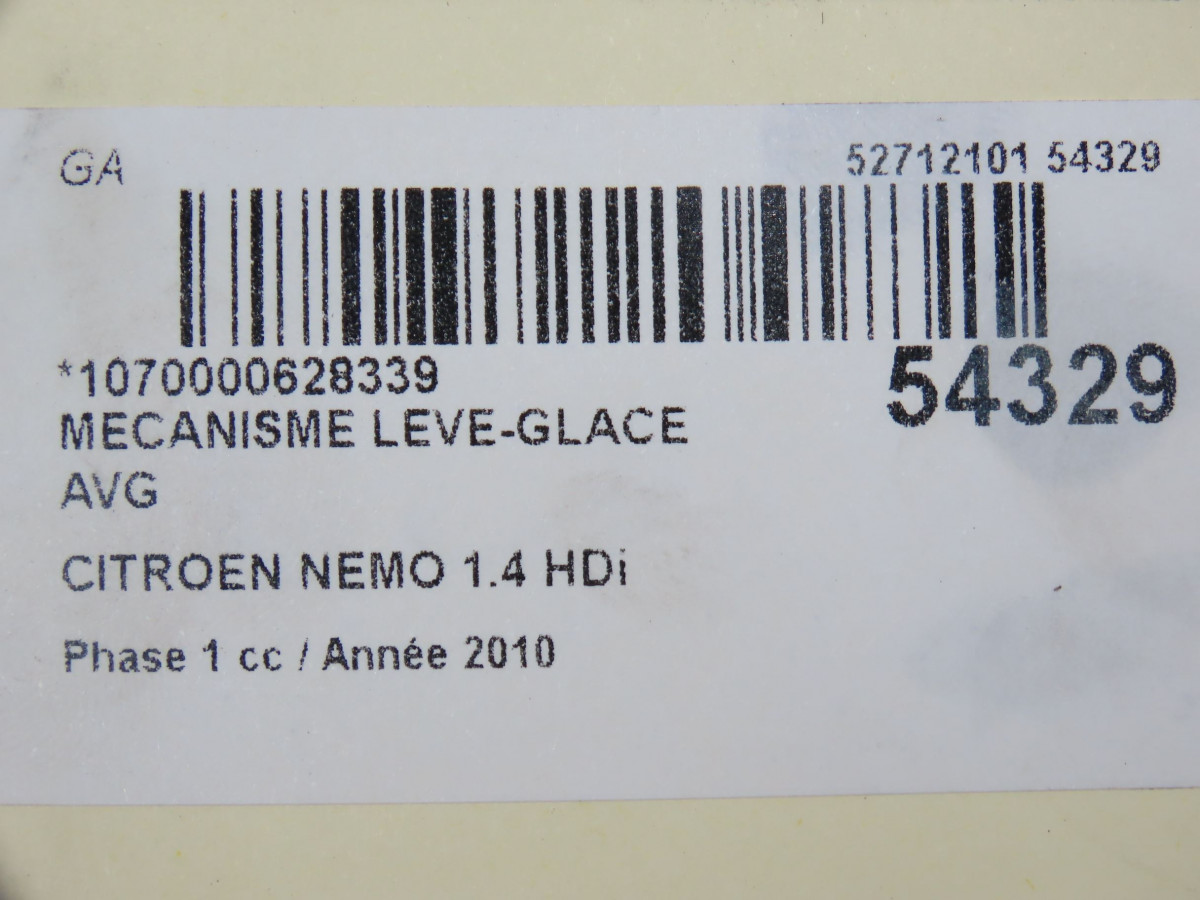 GA
52712101 54329
*1070000628339
54329
MECANISME LEVE-GLACE
AVG
CITROEN NEMO 1.4 HDi
Phase 1 cc / Année 2010